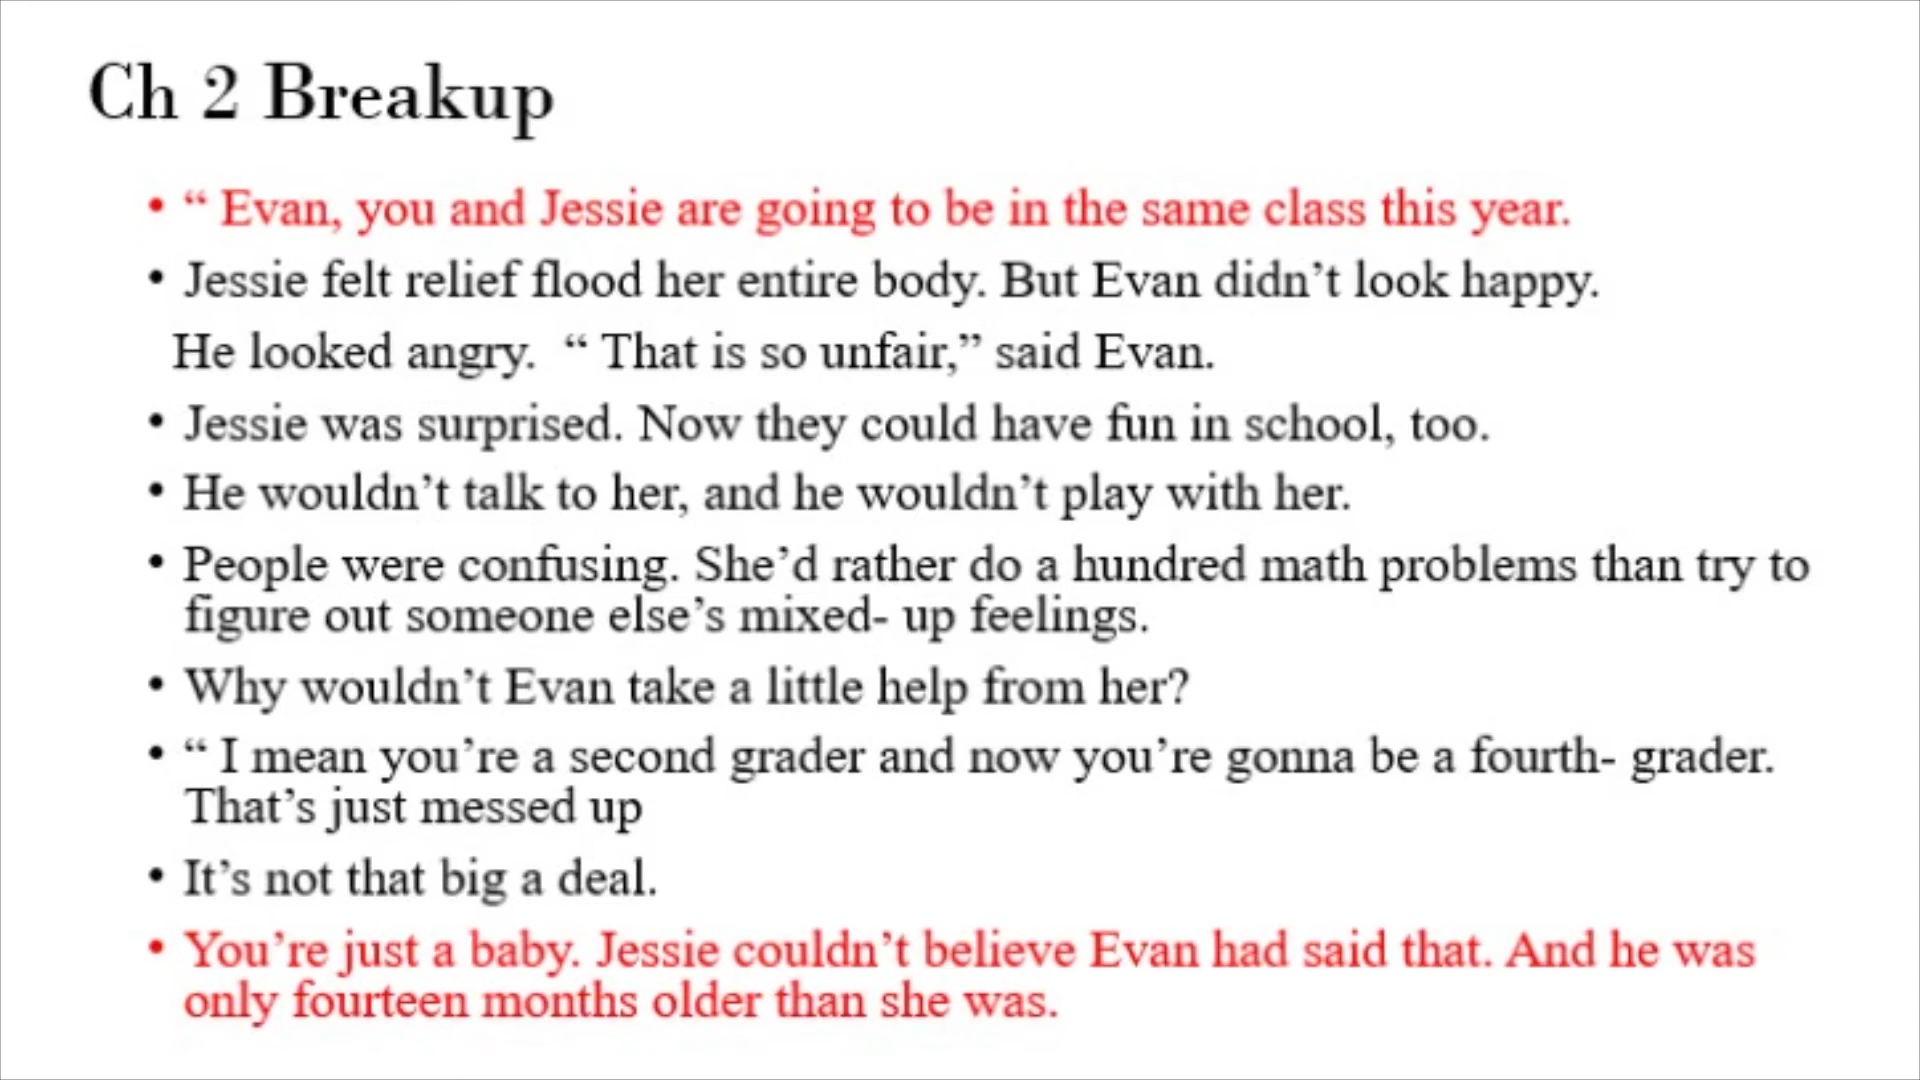 Ch 2 Breakup
• “ Evan, you and Jessie are going to be in the same class this year.
• Jessie felt relief flood her entire body. But Evan didn’t look happy.
He looked angry.  “ That is so unfair,” said Evan.
• Jessie was surprised. Now they could have fun in school, too.
• He wouldn’t talk to her, and he wouldn’t play with her.
• People were confusing. She’d rather do a hundred math problems than try to
figure out someone else’s mixed- up feelings.
• Why wouldn’t Evan take a little help from her?
• “ I mean you’re a second grader and now you’re gonna be a fourth- grader.
That’s just messed up
• It’s not that big a deal.
• You’re just a baby. Jessie couldn’t believe Evan had said that. And he was
only fourteen months older than she was.